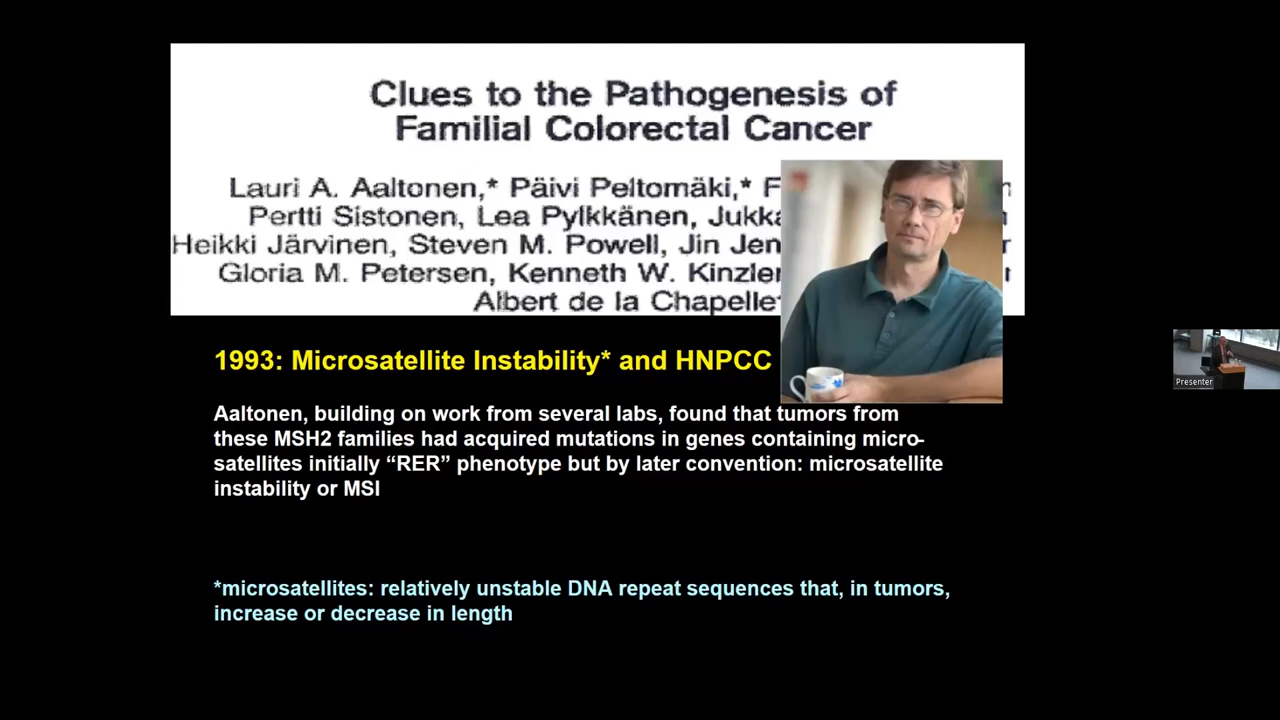 Clues to the Pathogenesis of
Familial Colorectal Cancer
Lauri A. Aaltonen,* Päivi Peltomäki,* F
Pertti Sistonen, Lea Pylkkänen, Jukka
Heikki Järvinen, Steven M. Powell, Jin Jen
Gloria M. Petersen, Kenneth W. Kinzler
Albert de la Chapelle†
1993: Microsatellite Instability* and HNPCC
Aaltonen, building on work from several labs, found that tumors from
these MSH2 families had acquired mutations in genes containing micro-
satellites initially “RER” phenotype but by later convention: microsatellite
instability or MSI
*microsatellites: relatively unstable DNA repeat sequences that, in tumors,
increase or decrease in length
Presenter